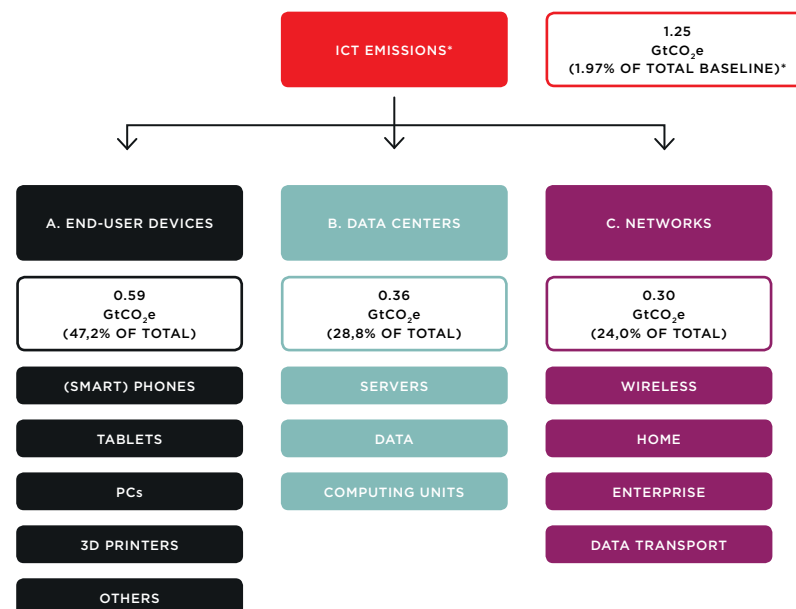 ICT EMISSIONS*
1.25
GtCO₂e
(1.97% OF TOTAL BASELINE)*
A. END-USER DEVICES
B. DATA CENTERS
C. NETWORKS
0.59
GtCO₂e
(47,2% OF TOTAL)
0.36
GtCO₂e
(28,8% OF TOTAL)
0.30
GtCO₂e
(24,0% OF TOTAL)
(SMART) PHONES
TABLETS
PCs
3D PRINTERS
OTHERS
SERVERS
DATA
COMPUTING UNITS
WIRELESS
HOME
ENTERPRISE
DATA TRANSPORT